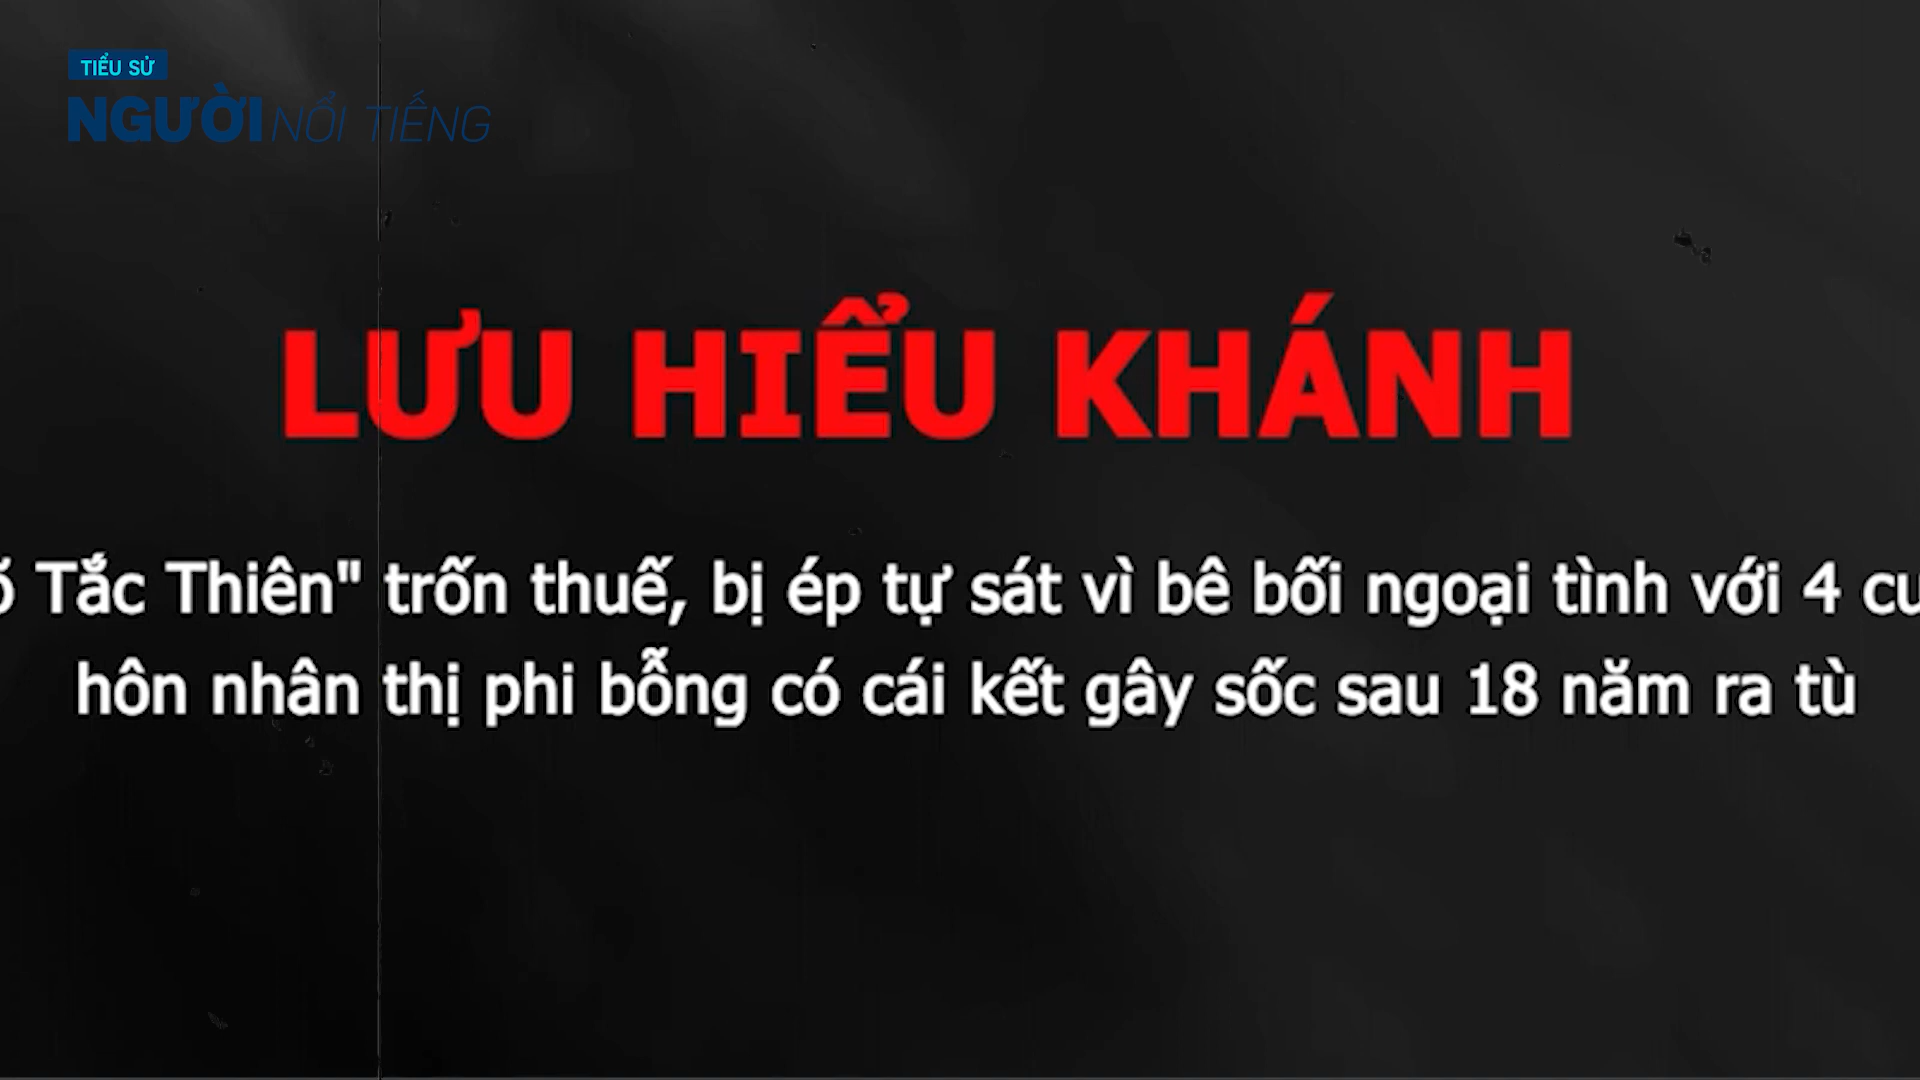 TIỂU SỬ
NGƯỜI NỔI TIẾNG
LƯU HIỂU KHÁNH
Tắc Thiên" trốn thuế, bị ép tự sát vì bê bối ngoại tình với 4
hôn nhân thị phi bỗng có cái kết gây sốc sau 18 năm ra tù